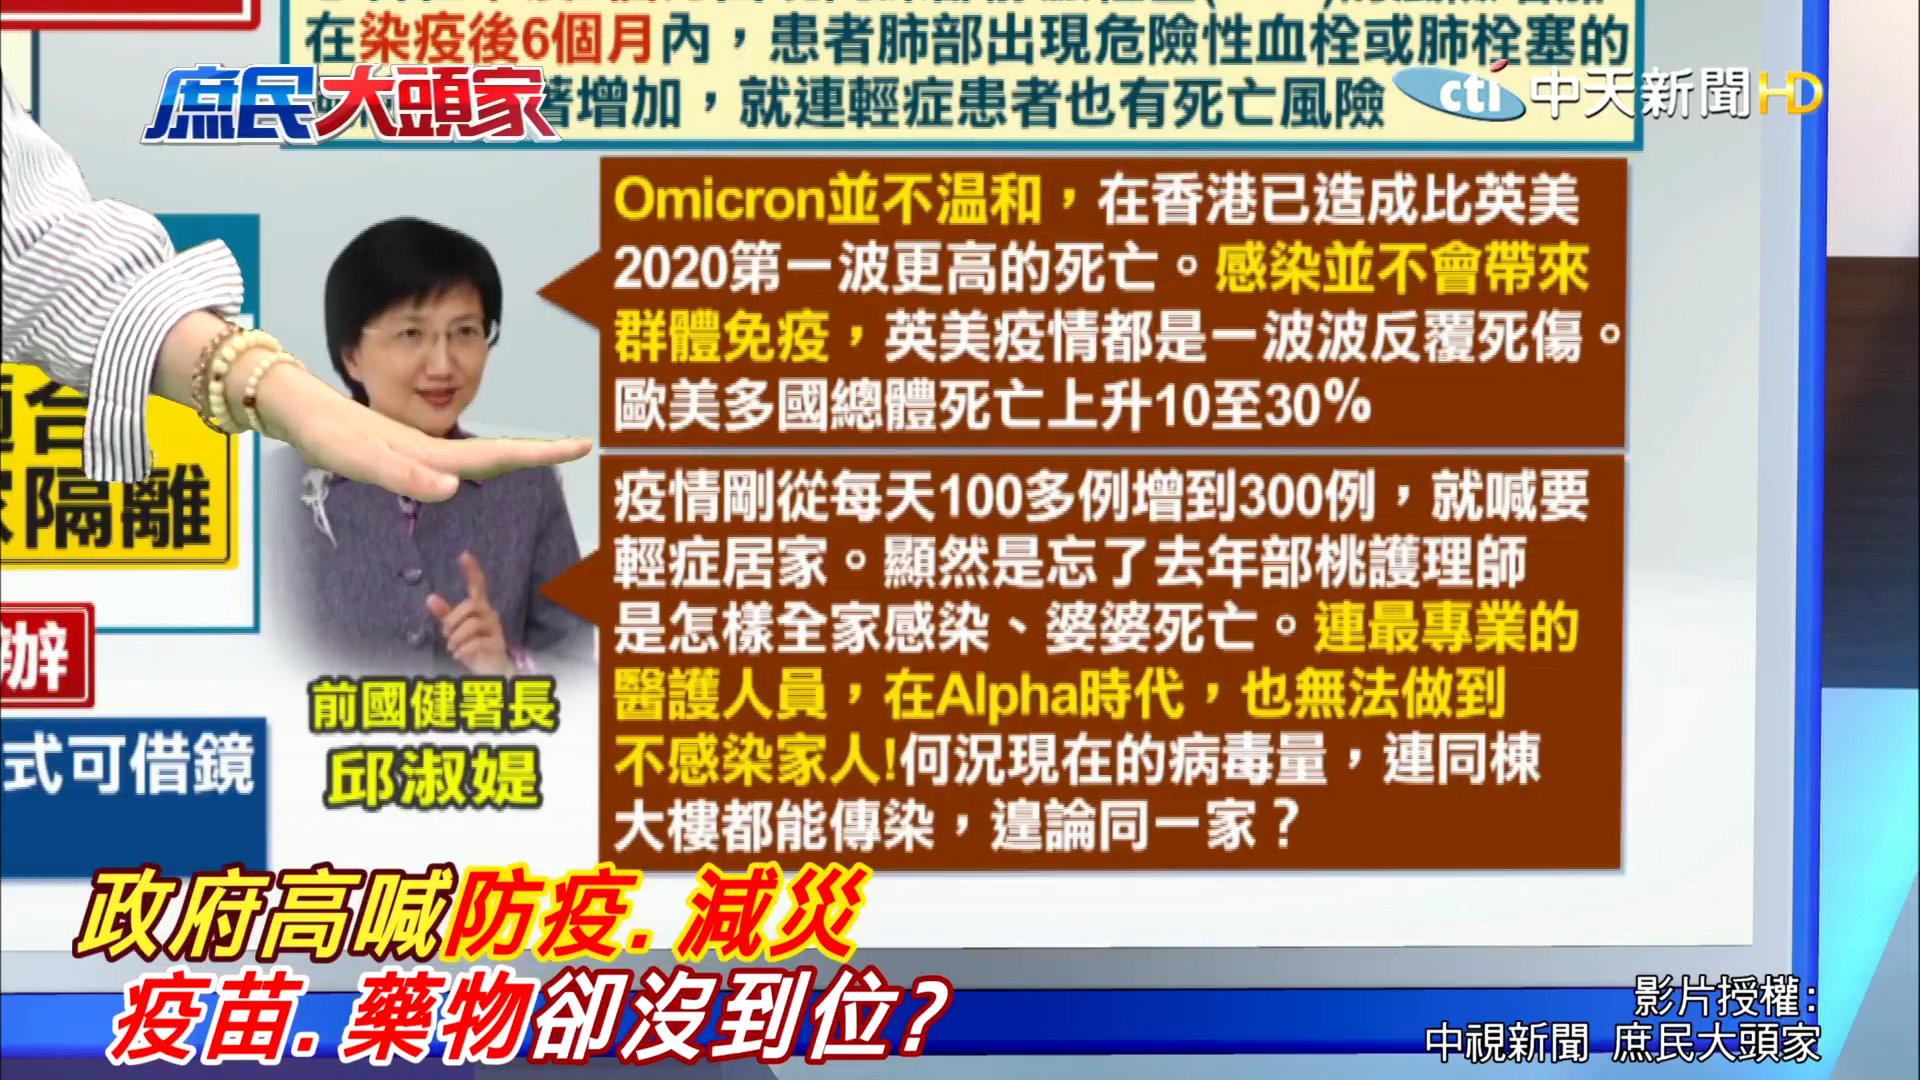 在染疫後6個月內，患者肺部出現危險性血栓或肺栓塞的
著增加，就連輕症患者也有死亡風險
庶民大頭家
cti 中天新聞HD
Omicron並不溫和，在香港已造成比英美
2020第一波更高的死亡。感染並不會帶來
群體免疫，英美疫情都是一波波反覆死傷。
歐美多國總體死亡上升10至30%
疫情剛從每天100多例增到300例，就喊要
輕症居家。顯然是忘了去年部桃護理師
是怎樣全家感染、婆婆死亡。連最專業的
醫護人員，在Alpha時代，也無法做到
不感染家人!何況現在的病毒量，連同棟
大樓都能傳染，遑論同一家？
前國健署長
邱淑媞
隔離
辦
式可借鏡
政府高喊防疫.減災
疫苗.藥物卻沒到位?
影片授權:
中視新聞 庶民大頭家